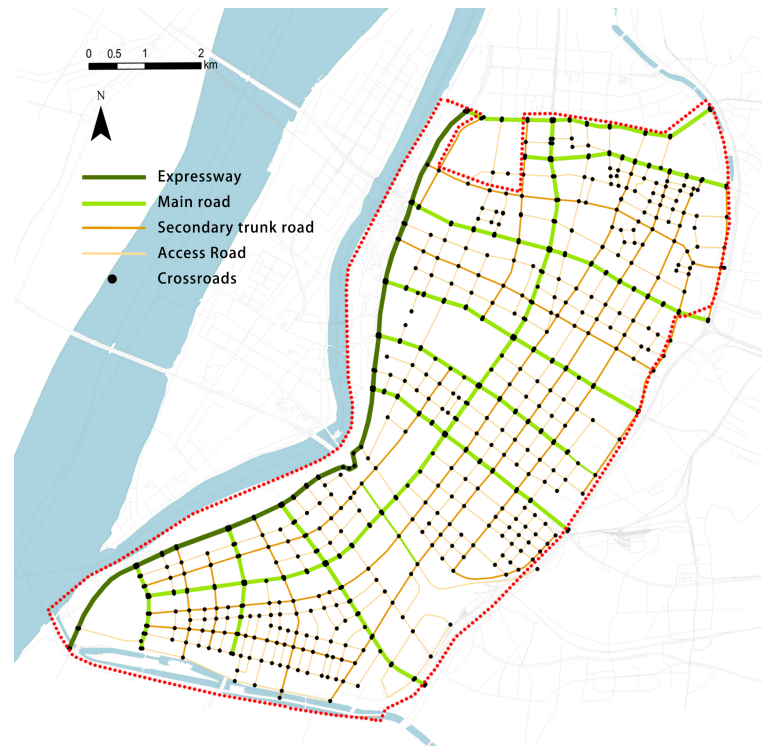 0 0.5 1 2
km
N
Expressway
Main road
Secondary trunk road
Access Road
Crossroads